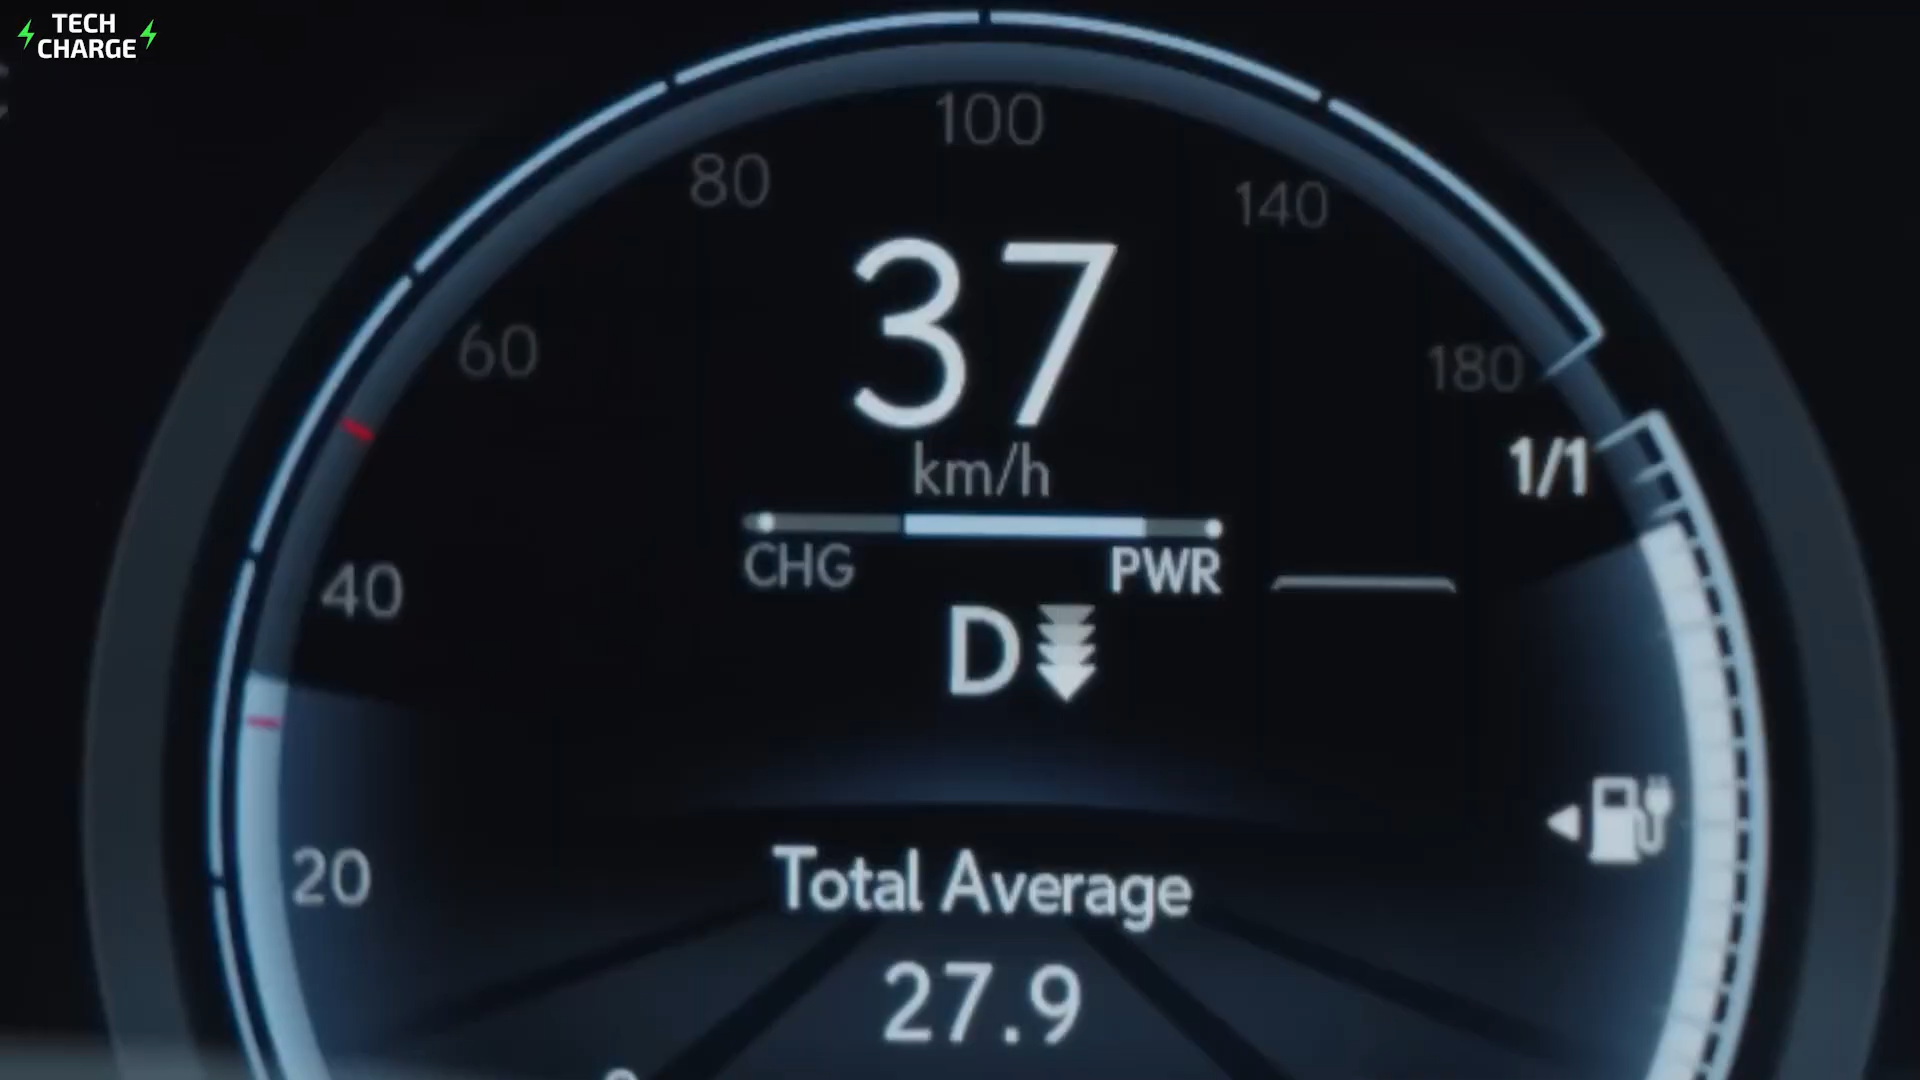 TECH
CHARGE
100
80
140
37
60
180
km/h
1/1
CHG
PWR
40
D
Total Average
20
27.9